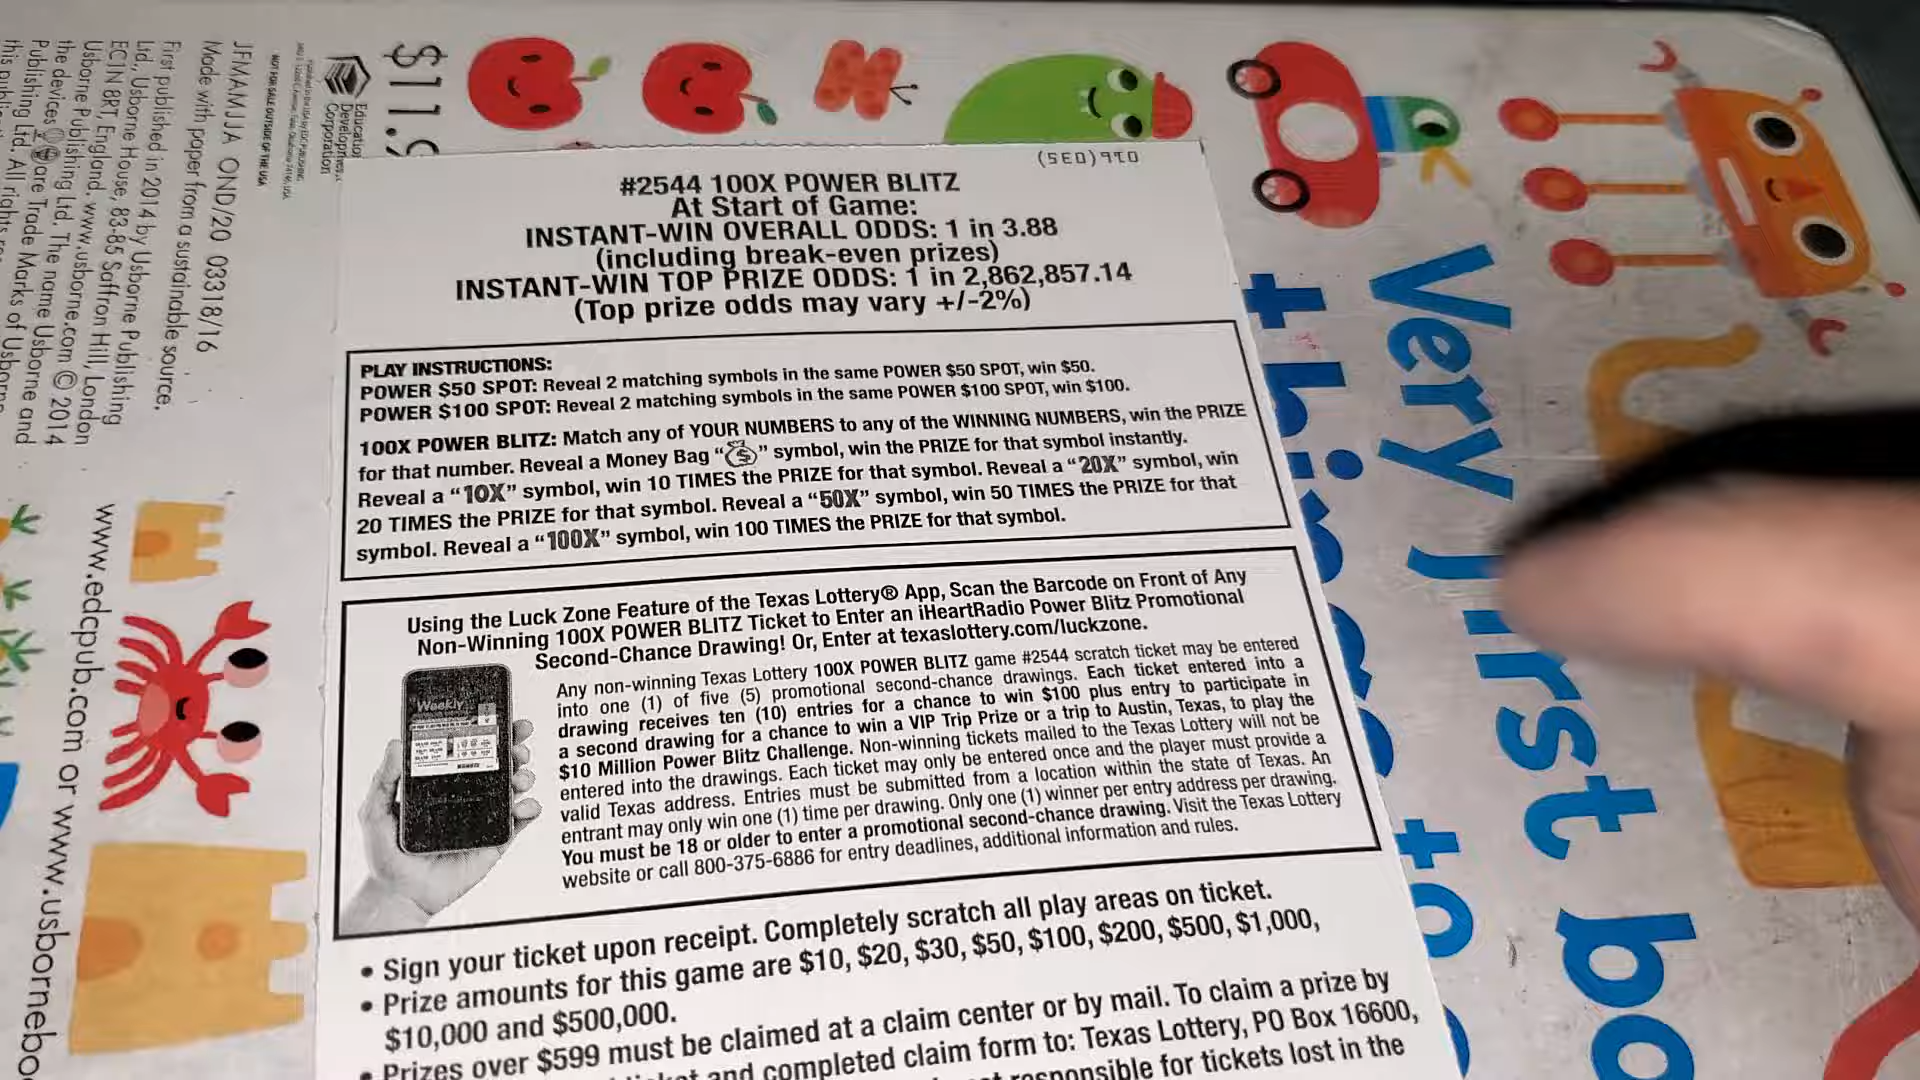 (SED)9TO
#2544 100X POWER BLITZ
At Start of Game:
INSTANT-WIN OVERALL ODDS: 1 in 3.88
(including break-even prizes)
INSTANT-WIN TOP PRIZE ODDS: 1 in 2,862,857.14
(Top prize odds may vary +/-2%)
PLAY INSTRUCTIONS:
POWER $50 SPOT: Reveal 2 matching symbols in the same POWER $50 SPOT, win $50.
POWER $100 SPOT: Reveal 2 matching symbols in the same POWER $100 SPOT, win $100.
100X POWER BLITZ: Match any of YOUR NUMBERS to any of the WINNING NUMBERS, win the PRIZE
for that number. Reveal a Money Bag “$” symbol, win the PRIZE for that symbol instantly.
Reveal a “10X” symbol, win 10 TIMES the PRIZE for that symbol. Reveal a “20X” symbol, win
20 TIMES the PRIZE for that symbol. Reveal a “50X” symbol, win 50 TIMES the PRIZE for that
symbol. Reveal a “100X” symbol, win 100 TIMES the PRIZE for that symbol.
Using the Luck Zone Feature of the Texas Lottery® App, Scan the Barcode on Front of Any
Non-Winning 100X POWER BLITZ Ticket to Enter an iHeartRadio Power Blitz Promotional
Second-Chance Drawing! Or, Enter at texaslottery.com/luckzone.
Any non-winning Texas Lottery 100X POWER BLITZ game #2544 scratch ticket may be entered
into one (1) of five (5) promotional second-chance drawings. Each ticket entered into a
drawing receives ten (10) entries for a chance to win $100 plus entry to participate in
a second drawing for a chance to win a VIP Trip Prize or a trip to Austin, Texas, to play the
$10 Million Power Blitz Challenge. Non-winning tickets mailed to the Texas Lottery will not be
entered into the drawings. Each ticket may only be entered once and the player must provide a
valid Texas address. Entries must be submitted from a location within the state of Texas. An
entrant may only win one (1) time per drawing. Only one (1) winner per entry address per drawing.
You must be 18 or older to enter a promotional second-chance drawing. Visit the Texas Lottery
website or call 800-375-6886 for entry deadlines, additional information and rules.
Weekly
• Sign your ticket upon receipt. Completely scratch all play areas on ticket.
• Prize amounts for this game are $10, $20, $30, $50, $100, $200, $500, $1,000,
$10,000 and $500,000.
• Prizes over $599 must be claimed at a claim center or by mail. To claim a prize by
and completed claim form to: Texas Lottery, PO Box 16600,
responsible for tickets lost in the
$11.9
Development
Corporation
NOT FOR SALE OUTSIDE OF THE USA
JFMAMJJA OND/20 03318/16
Made with paper from a sustainable source.
First published in 2014 by Usborne Publishing
Ltd., Usborne House, 83-85 Saffron Hill, London
EC1N 8RT, England. www.usborne.com © 2014
Usborne Publishing Ltd. The name Usborne and
the devices are Trade Marks of Usborne
Publishing Ltd. All rights
www.edcpub.com or www.usbornebo
Very first bo
things to